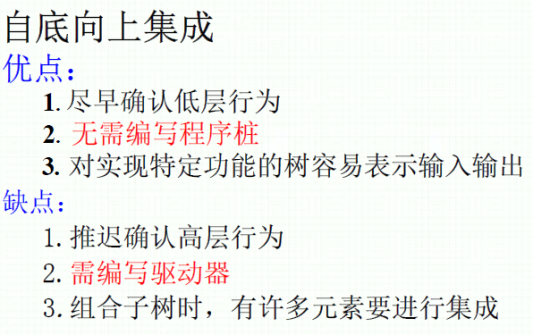 自底向上集成
优点：
1. 尽早确认低层行为
2. 无需编写程序桩
3. 对实现特定功能的树容易表示输入输出
缺点：
1. 推迟确认高层行为
2. 需编写驱动器
3. 组合子树时，有许多元素要进行集成